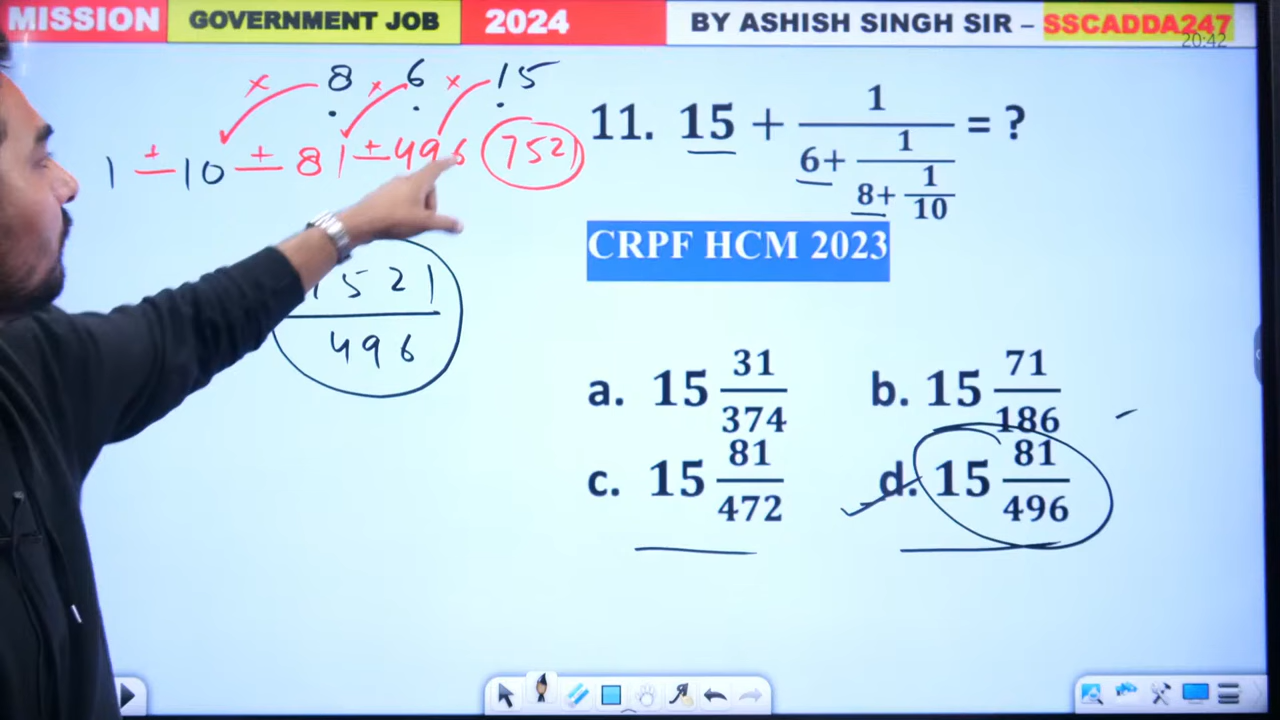 MISSION GOVERNMENT JOB 2024 BY ASHISH SINGH SIR – SSCADDA247
20:42
8 × 6 × 15 ×
1 ± 10 ± 81 ± 496 7521
11. 15 + 1/(6+ 1/(8+ 1/10)) = ?
CRPF HCM 2023
7521
496
a. 15 31/374 b. 15 71/186
c. 15 81/472 d. 15 81/496